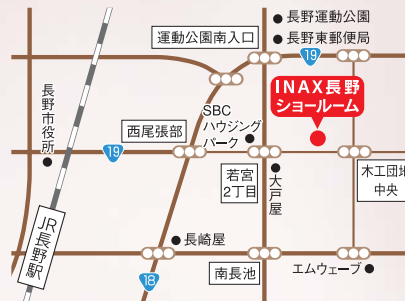 長野運動公園
長野東郵便局
運動公園南入口
19
INAX長野
ショールーム
長野市役所
SBC
ハウジング
パーク
西尾張部
19
若宮
2丁目
大戸屋
木工団地
中央
JR長野駅
長崎屋
18
南長池
エムウェーブ